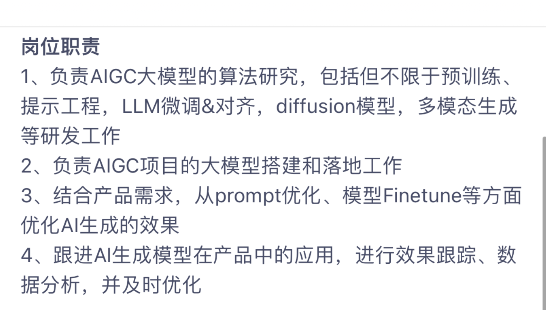 岗位职责
1、负责AIGC大模型的算法研究，包括但不限于预训练、
提示工程，LLM微调&对齐，diffusion模型，多模态生成
等研发工作
2、负责AIGC项目的大模型搭建和落地工作
3、结合产品需求，从prompt优化、模型Finetune等方面
优化AI生成的效果
4、跟进AI生成模型在产品中的应用，进行效果跟踪、数
据分析，并及时优化